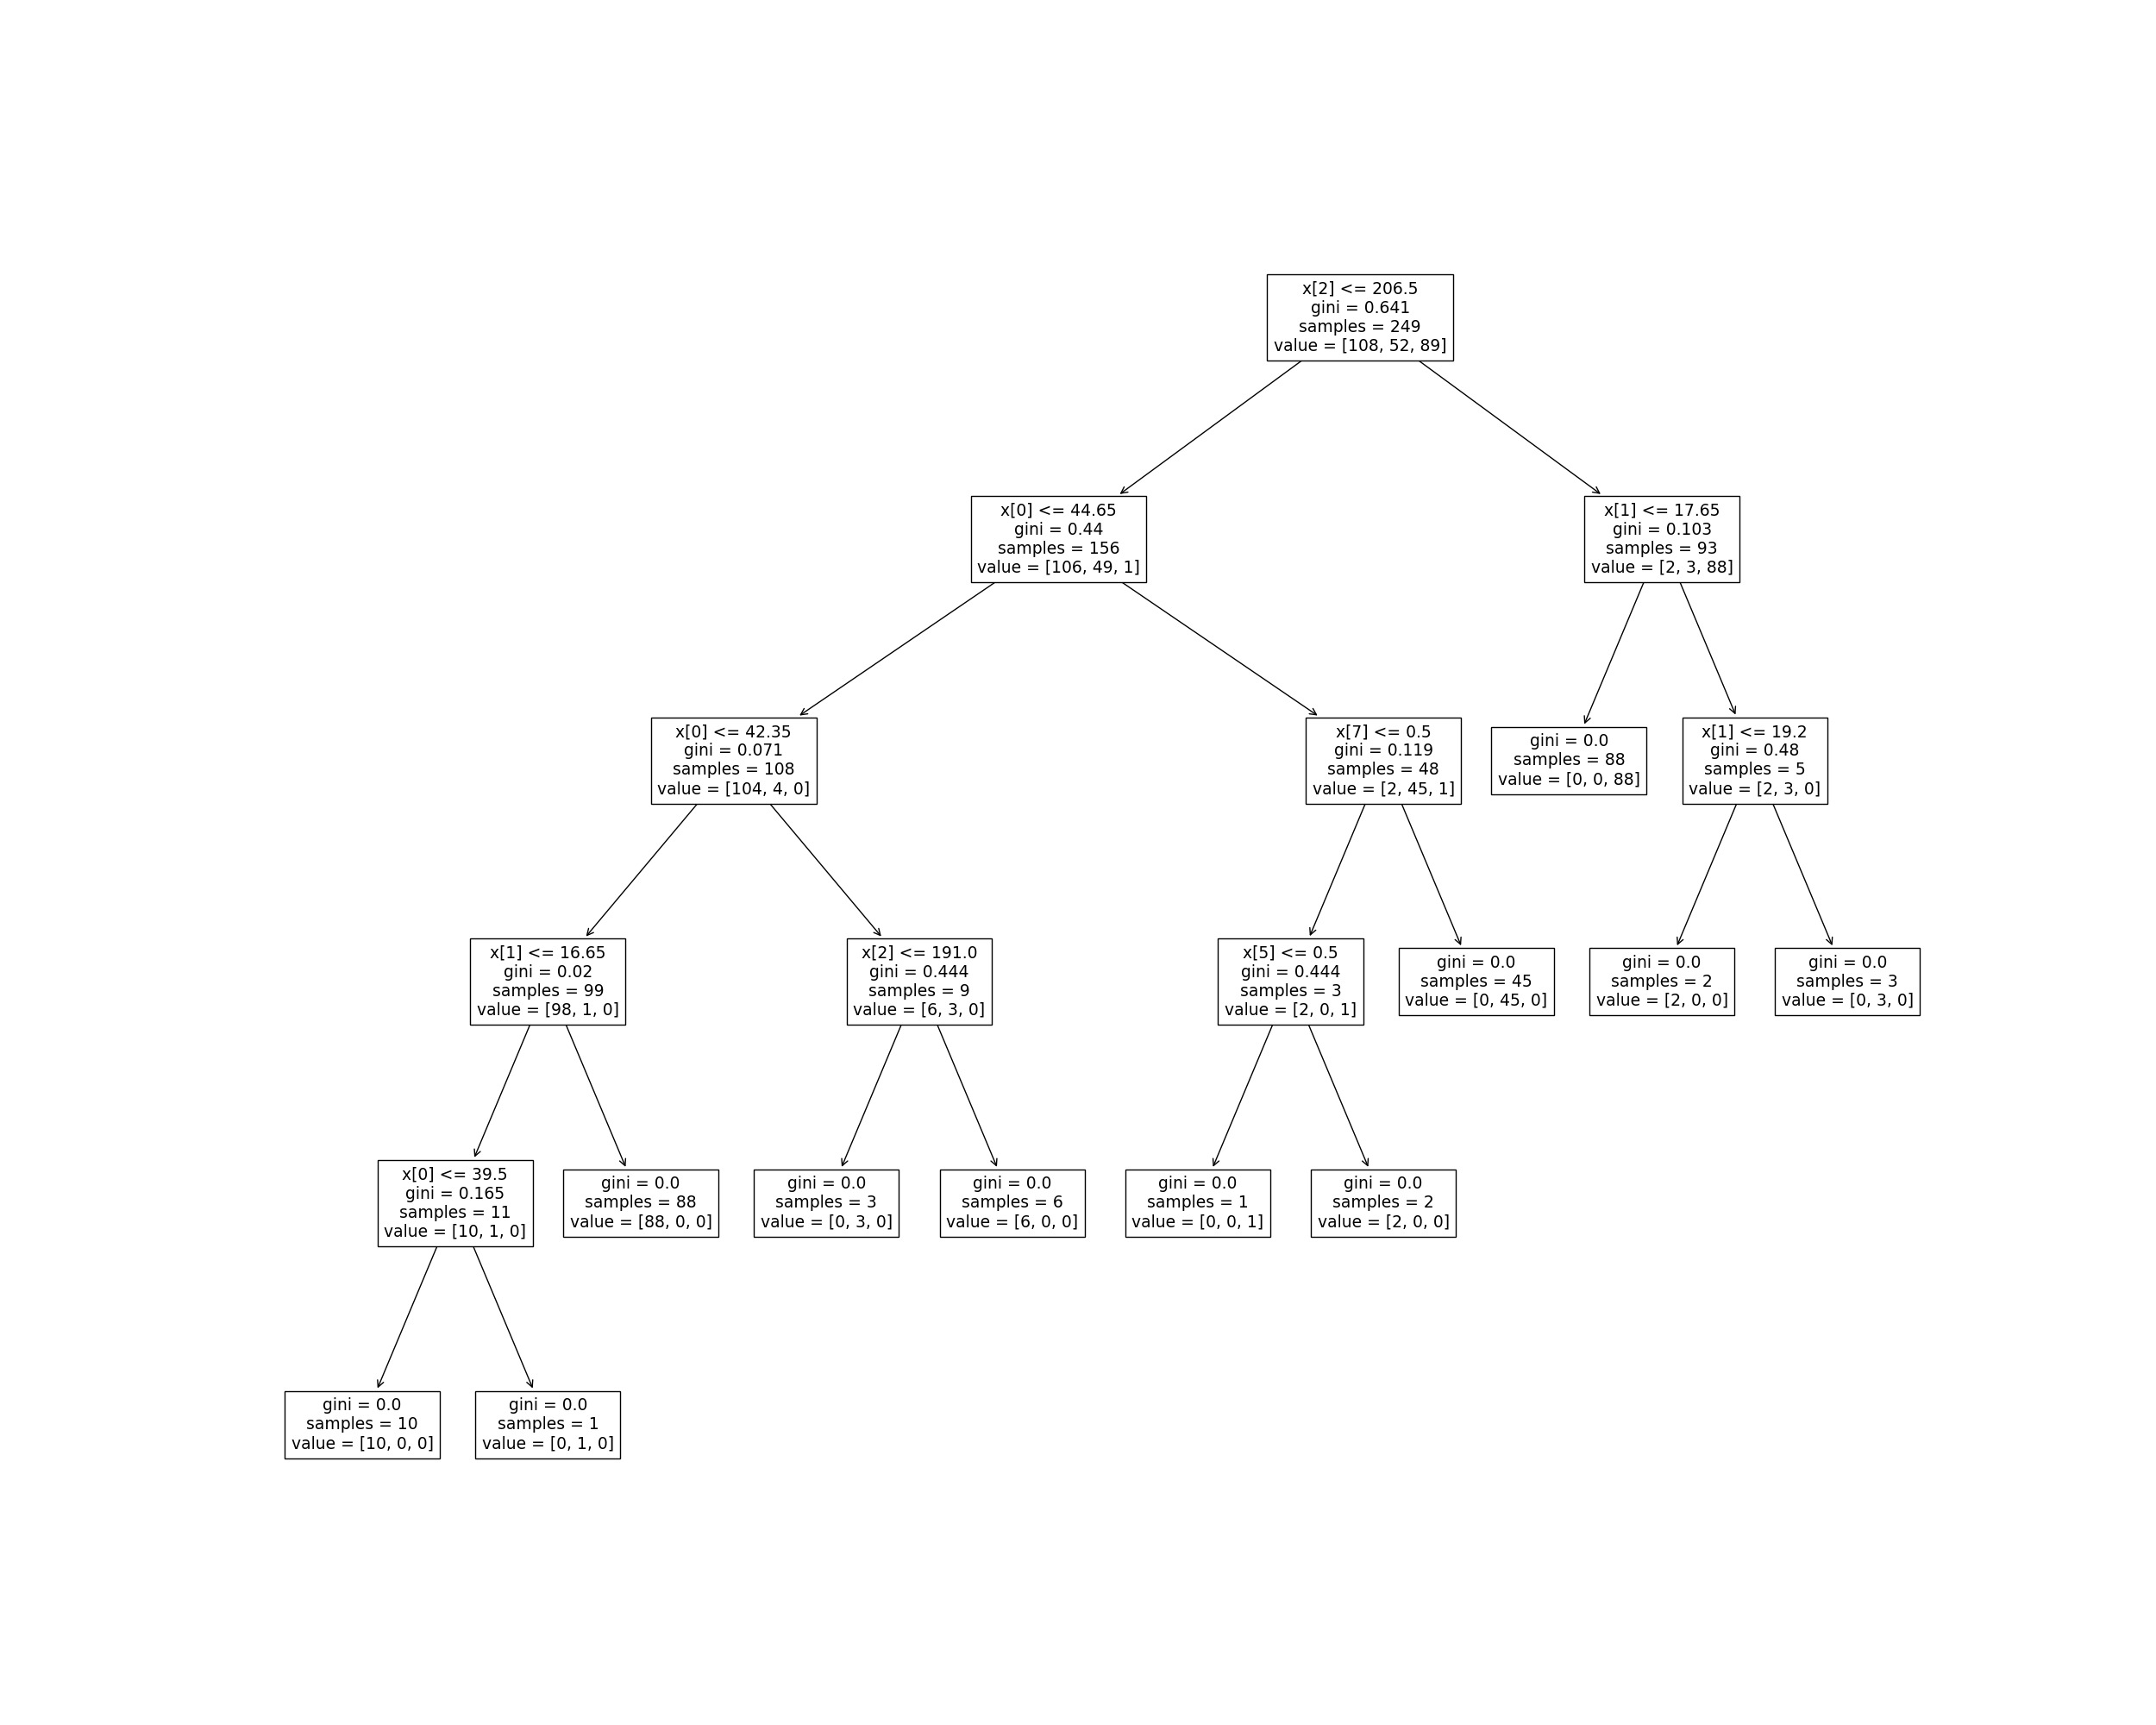 x[2] <= 206.5
gini = 0.641
samples = 249
value = [108, 52, 89]
x[0] <= 44.65
gini = 0.44
samples = 156
value = [106, 49, 1]
x[1] <= 17.65
gini = 0.103
samples = 93
value = [2, 3, 88]
x[0] <= 42.35
gini = 0.071
samples = 108
value = [104, 4, 0]
x[7] <= 0.5
gini = 0.119
samples = 48
value = [2, 45, 1]
gini = 0.0
samples = 88
value = [0, 0, 88]
x[1] <= 19.2
gini = 0.48
samples = 5
value = [2, 3, 0]
x[1] <= 16.65
gini = 0.02
samples = 99
value = [98, 1, 0]
x[2] <= 191.0
gini = 0.444
samples = 9
value = [6, 3, 0]
x[5] <= 0.5
gini = 0.444
samples = 3
value = [2, 0, 1]
gini = 0.0
samples = 45
value = [0, 45, 0]
gini = 0.0
samples = 2
value = [2, 0, 0]
gini = 0.0
samples = 3
value = [0, 3, 0]
x[0] <= 39.5
gini = 0.165
samples = 11
value = [10, 1, 0]
gini = 0.0
samples = 88
value = [88, 0, 0]
gini = 0.0
samples = 3
value = [0, 3, 0]
gini = 0.0
samples = 6
value = [6, 0, 0]
gini = 0.0
samples = 1
value = [0, 0, 1]
gini = 0.0
samples = 2
value = [2, 0, 0]
gini = 0.0
samples = 10
value = [10, 0, 0]
gini = 0.0
samples = 1
value = [0, 1, 0]